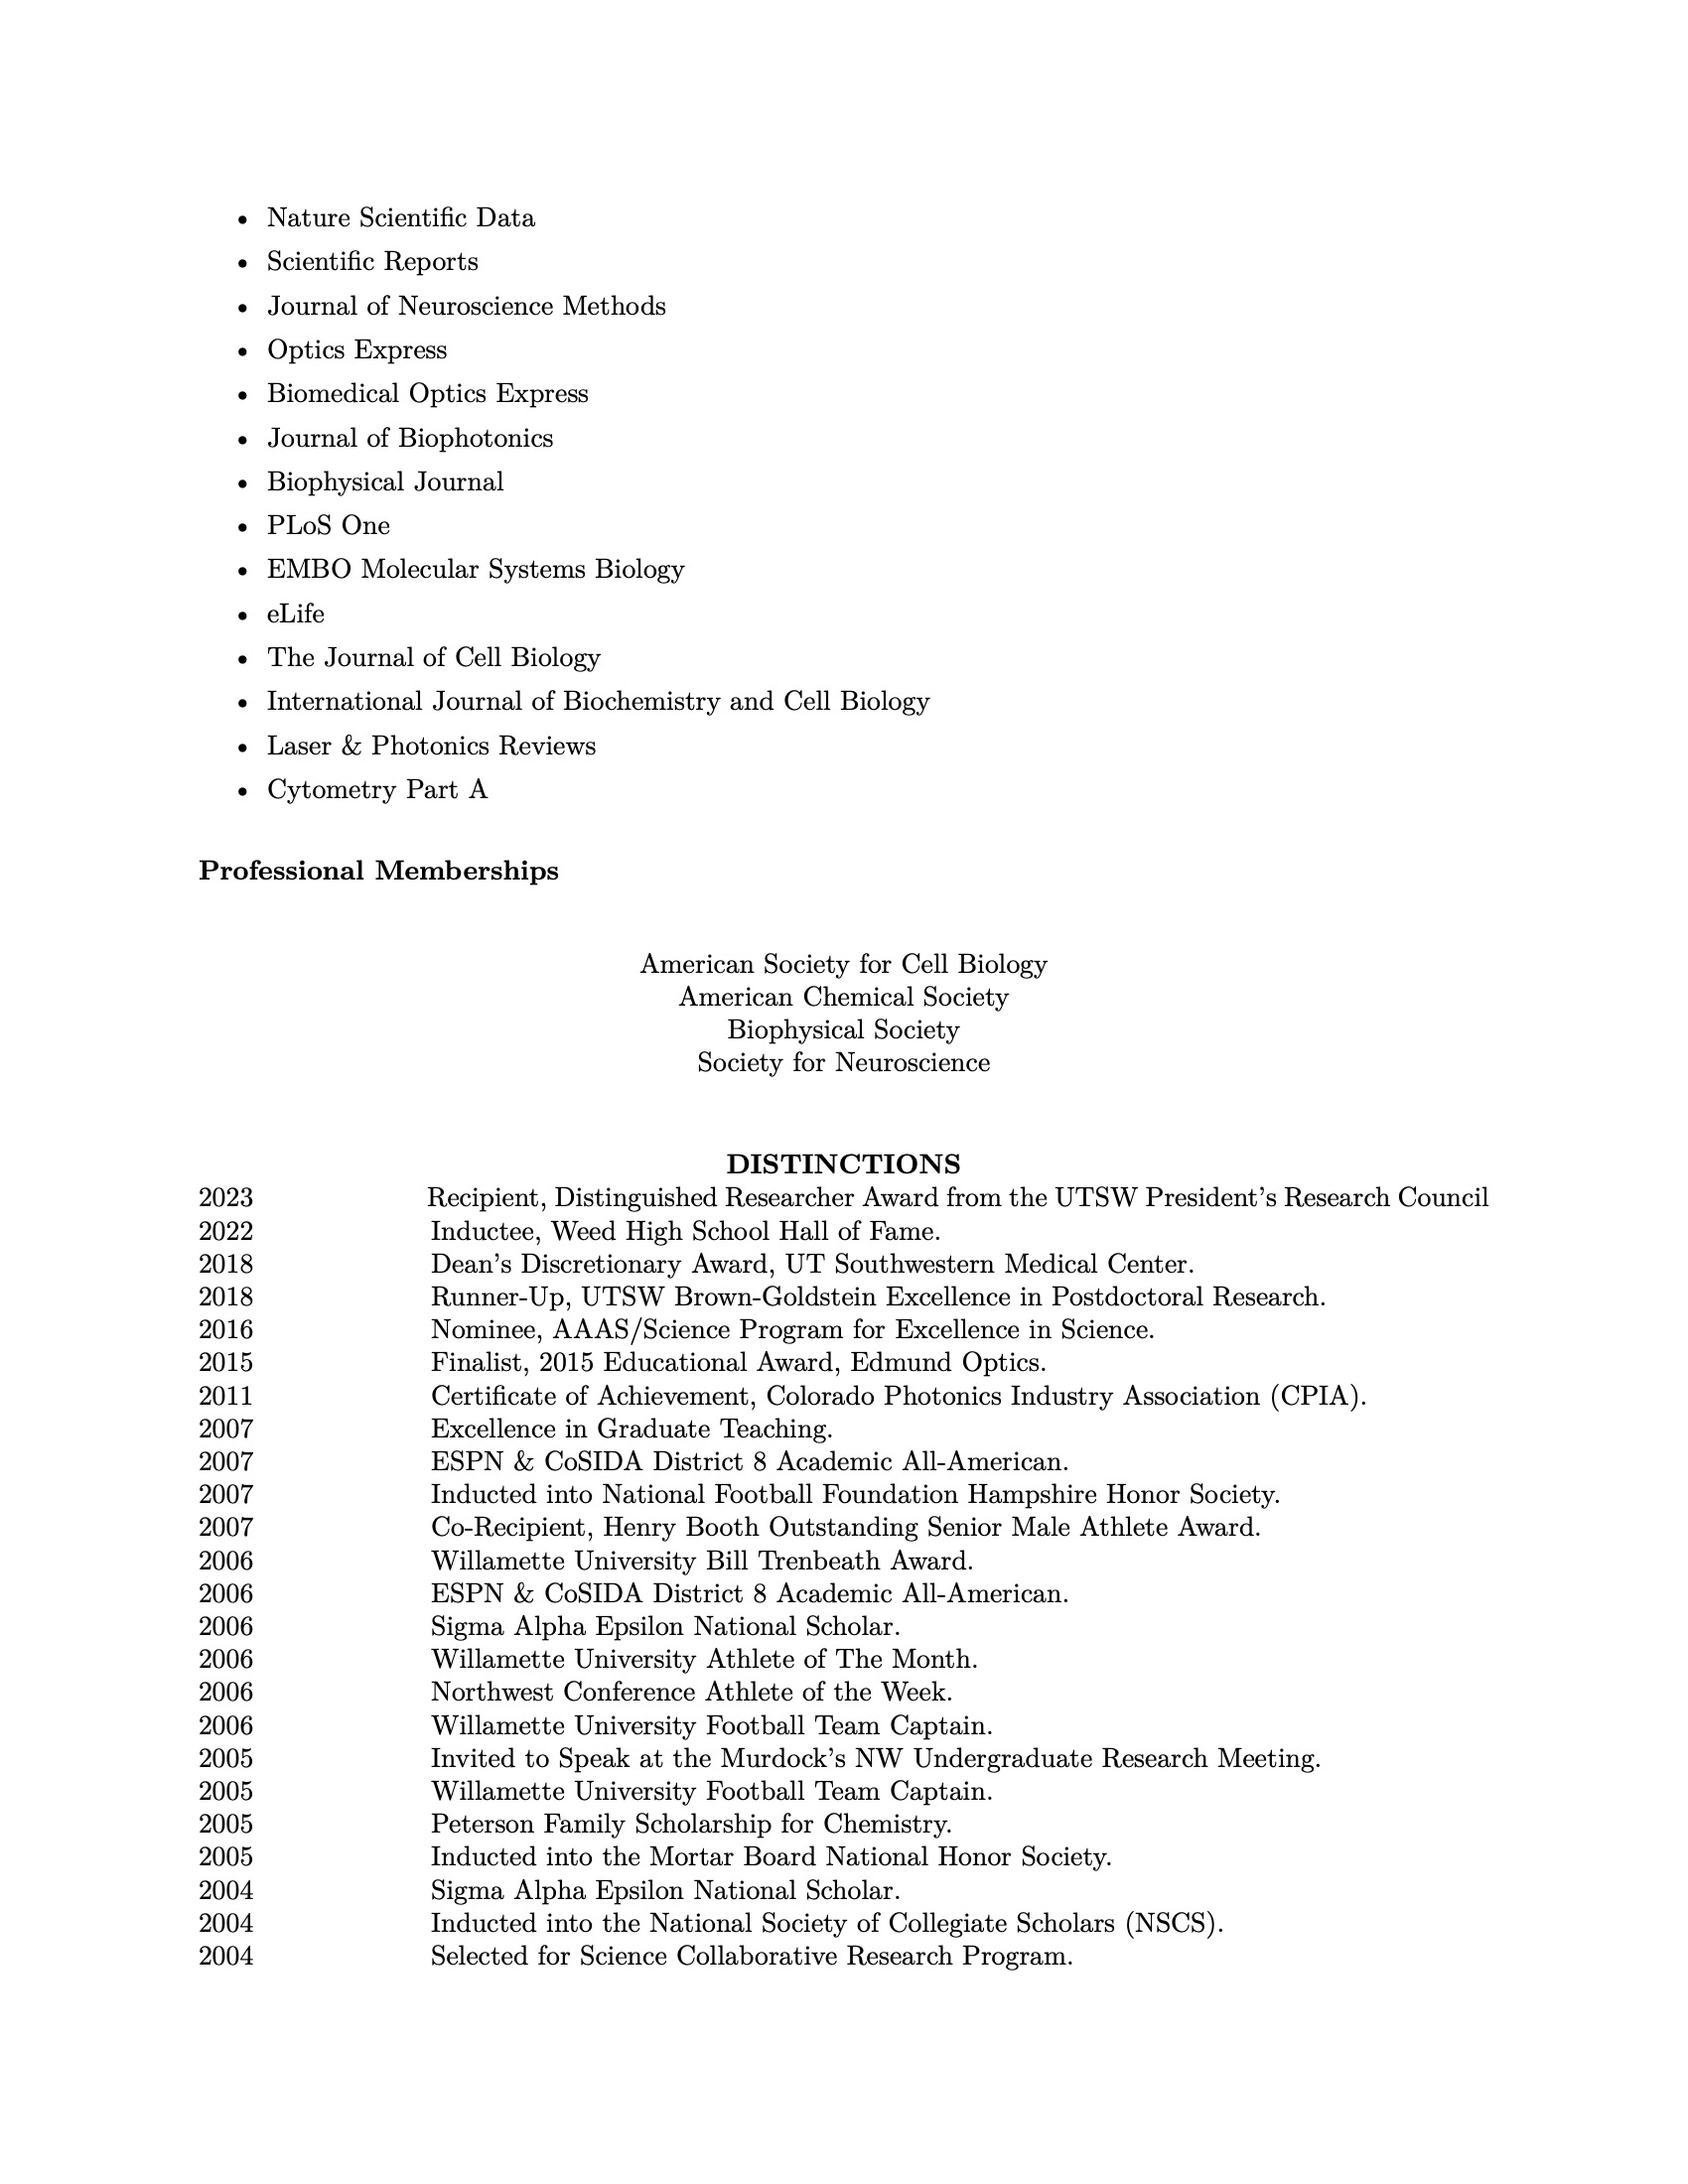 • Nature Scientific Data
• Scientific Reports
• Journal of Neuroscience Methods
• Optics Express
• Biomedical Optics Express
• Journal of Biophotonics
• Biophysical Journal
• PLoS One
• EMBO Molecular Systems Biology
• eLife
• The Journal of Cell Biology
• International Journal of Biochemistry and Cell Biology
• Laser & Photonics Reviews
• Cytometry Part A
Professional Memberships
American Society for Cell Biology
American Chemical Society
Biophysical Society
Society for Neuroscience
DISTINCTIONS
2023 Recipient, Distinguished Researcher Award from the UTSW President's Research Council
2022 Inductee, Weed High School Hall of Fame.
2018 Dean's Discretionary Award, UT Southwestern Medical Center.
2018 Runner-Up, UTSW Brown-Goldstein Excellence in Postdoctoral Research.
2016 Nominee, AAAS/Science Program for Excellence in Science.
2015 Finalist, 2015 Educational Award, Edmund Optics.
2011 Certificate of Achievement, Colorado Photonics Industry Association (CPIA).
2007 Excellence in Graduate Teaching.
2007 ESPN & CoSIDA District 8 Academic All-American.
2007 Inducted into National Football Foundation Hampshire Honor Society.
2007 Co-Recipient, Henry Booth Outstanding Senior Male Athlete Award.
2006 Willamette University Bill Trenbeath Award.
2006 ESPN & CoSIDA District 8 Academic All-American.
2006 Sigma Alpha Epsilon National Scholar.
2006 Willamette University Athlete of The Month.
2006 Northwest Conference Athlete of the Week.
2006 Willamette University Football Team Captain.
2005 Invited to Speak at the Murdock's NW Undergraduate Research Meeting.
2005 Willamette University Football Team Captain.
2005 Peterson Family Scholarship for Chemistry.
2005 Inducted into the Mortar Board National Honor Society.
2004 Sigma Alpha Epsilon National Scholar.
2004 Inducted into the National Society of Collegiate Scholars (NSCS).
2004 Selected for Science Collaborative Research Program.